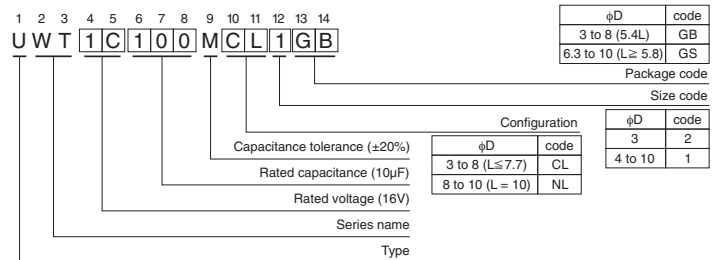 1 2 3 4 5 6 7 8 9 10 11 12 13 14
U W T 1 C 1 0 0 M C L 1 G B
φD code
3 to 8 (5.4L) GB
6.3 to 10 (L≧ 5.8) GS
Package code
Size code
φD code
3 2
4 to 10 1
Configuration
φD code
3 to 8 (L≦7.7) CL
8 to 10 (L = 10) NL
Capacitance tolerance (±20%)
Rated capacitance (10µF)
Rated voltage (16V)
Series name
Type